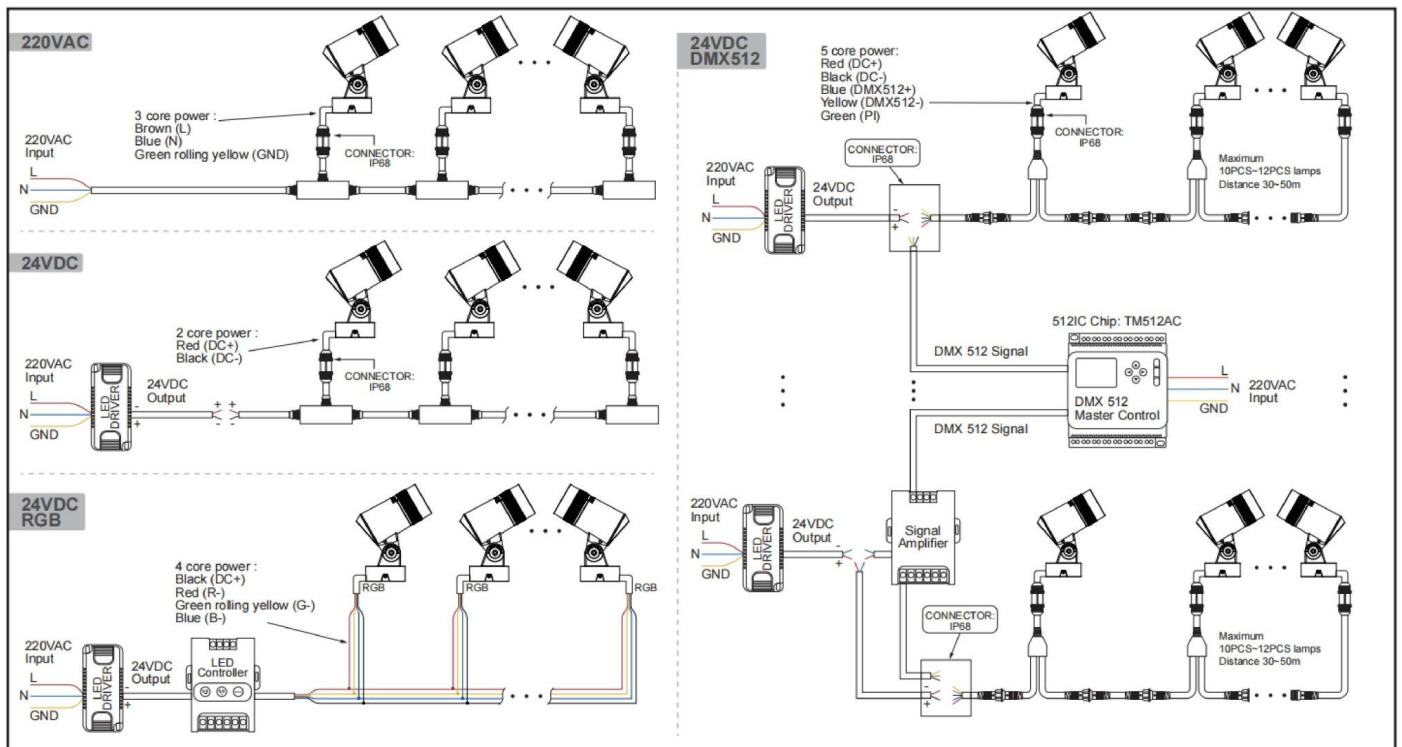 220VAC
3 core power :
Brown (L)
Blue (N)
Green rolling yellow (GND)
CONNECTOR:
IP68
220VAC
Input
L
N
GND
24VDC
2 core power :
Red (DC+)
Black (DC-)
CONNECTOR:
IP68
220VAC
Input
L
N
GND
LED
DRIVER
24VDC
Output
-
+
+ +
- -
24VDC
RGB
4 core power :
Black (DC+)
Red (R-)
Green rolling yellow (G-)
Blue (B-)
RGB
RGB
RGB
220VAC
Input
L
N
GND
LED
DRIVER
24VDC
Output
-
+
LED
Controller
24VDC
DMX512
5 core power:
Red (DC+)
Black (DC-)
Blue (DMX512+)
Yellow (DMX512-)
Green (PI)
CONNECTOR:
IP68
CONNECTOR:
IP68
220VAC
Input
L
N
GND
LED
DRIVER
24VDC
Output
-
+
Maximum
10PCS~12PCS lamps
Distance 30~50m
512IC Chip: TM512AC
DMX 512 Signal
DMX 512
Master Control
L
N
GND
220VAC
Input
DMX 512 Signal
220VAC
Input
L
N
GND
LED
DRIVER
24VDC
Output
-
+
Signal
Amplifier
CONNECTOR:
IP68
-
+
Maximum
10PCS~12PCS lamps
Distance 30~50m